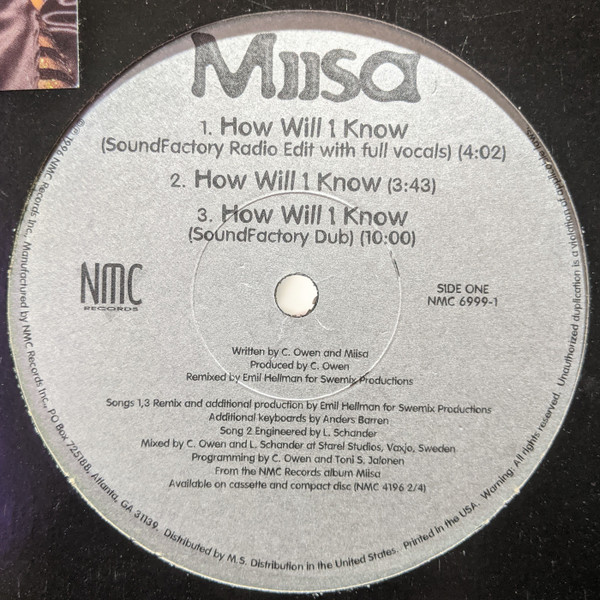 Miisa
1. How Will I Know
(SoundFactory Radio Edit with full vocals) (4:02)
2. How Will I Know (3:43)
3. How Will I Know
(SoundFactory Dub) (10:00)
NMC
RECORDS
SIDE ONE
NMC 6999-1
Written by C. Owen and Miisa
Produced by C. Owen
Remixed by Emil Hellman for Swemix Productions
Songs 1,3 Remix and additional production by Emil Hellman for Swemix Productions
Additional keyboards by Anders Barren
Song 2 Engineered by L. Schander
Mixed by C. Owen and L. Schander at Starel Studios, Vaxjo, Sweden
Programming by C. Owen and Toni S. Jalonen
From the NMC Records album Miisa
Available on cassette and compact disc (NMC 4196 2/4)
NMC Records Inc., Manufactured by NMC Records Inc., PO Box 725188, Atlanta, GA 31139. Distributed by M.S. Distribution in the United States. Printed in the USA. Warning: All rights reserved. Unauthorized duplication is a violation